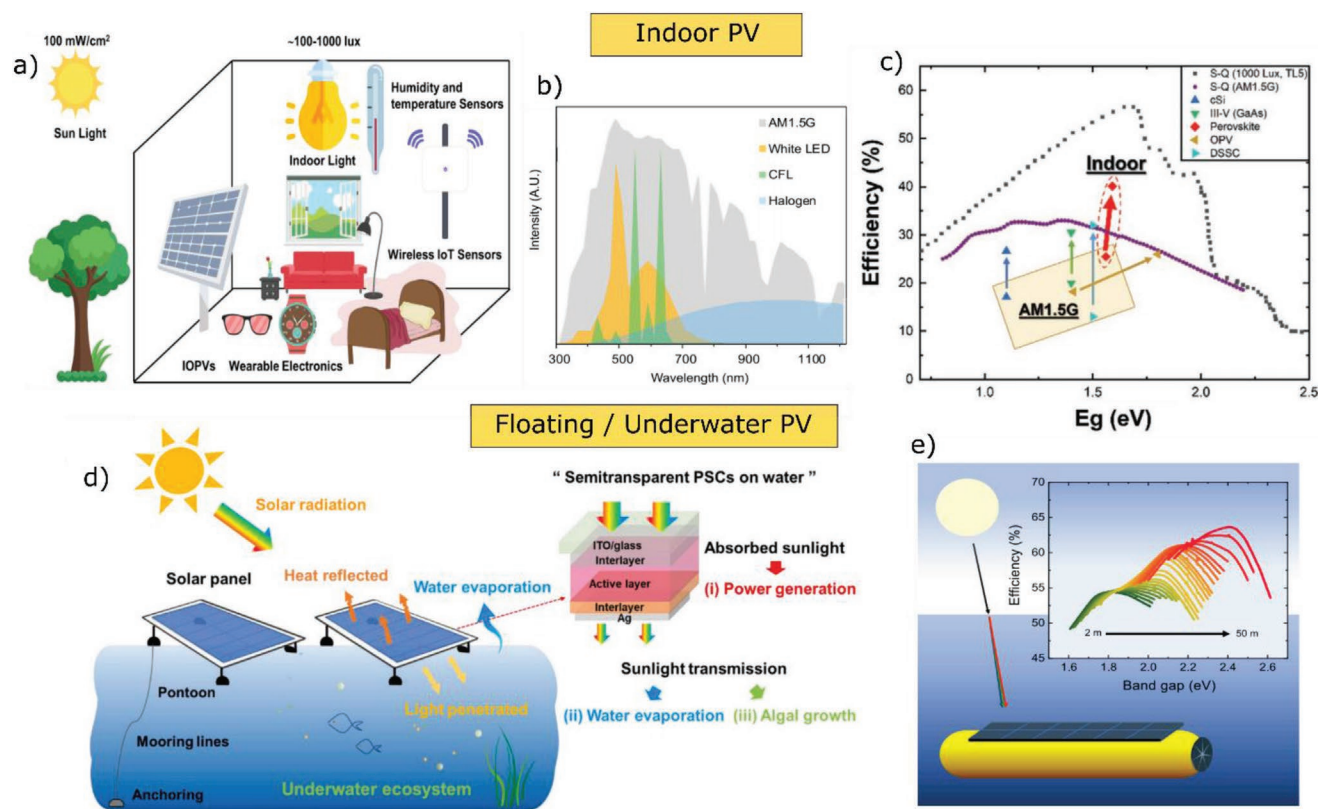 Indoor PV
a)
100 mW/cm²
Sun Light
~100-1000 lux
Humidity and
temperature Sensors
Indoor Light
Wireless IoT Sensors
IOPVs
Wearable Electronics
b)
Intensity (A.U.)
AM1.5G
White LED
CFL
Halogen
300
500
700
900
1100
Wavelength (nm)
c)
Efficiency (%)
60
50
40
30
20
10
0
S-Q (1000 Lux, TL5)
S-Q (AM1.5G)
cSi
III-V (GaAs)
Perovskite
OPV
DSSC
Indoor
AM1.5G
1.0
1.5
2.0
2.5
Eg (eV)
Floating / Underwater PV
d)
Solar radiation
Solar panel
Heat reflected
Water evaporation
Pontoon
Mooring lines
Anchoring
Light penetrated
Underwater ecosystem
“ Semitransparent PSCs on water ”
ITO/glass
Interlayer
Active layer
Interlayer
Ag
Absorbed sunlight
(i) Power generation
Sunlight transmission
(ii) Water evaporation
(iii) Algal growth
e)
Efficiency (%)
70
65
60
55
50
45
2 m
50 m
1.6
1.8
2.0
2.2
2.4
2.6
Band gap (eV)